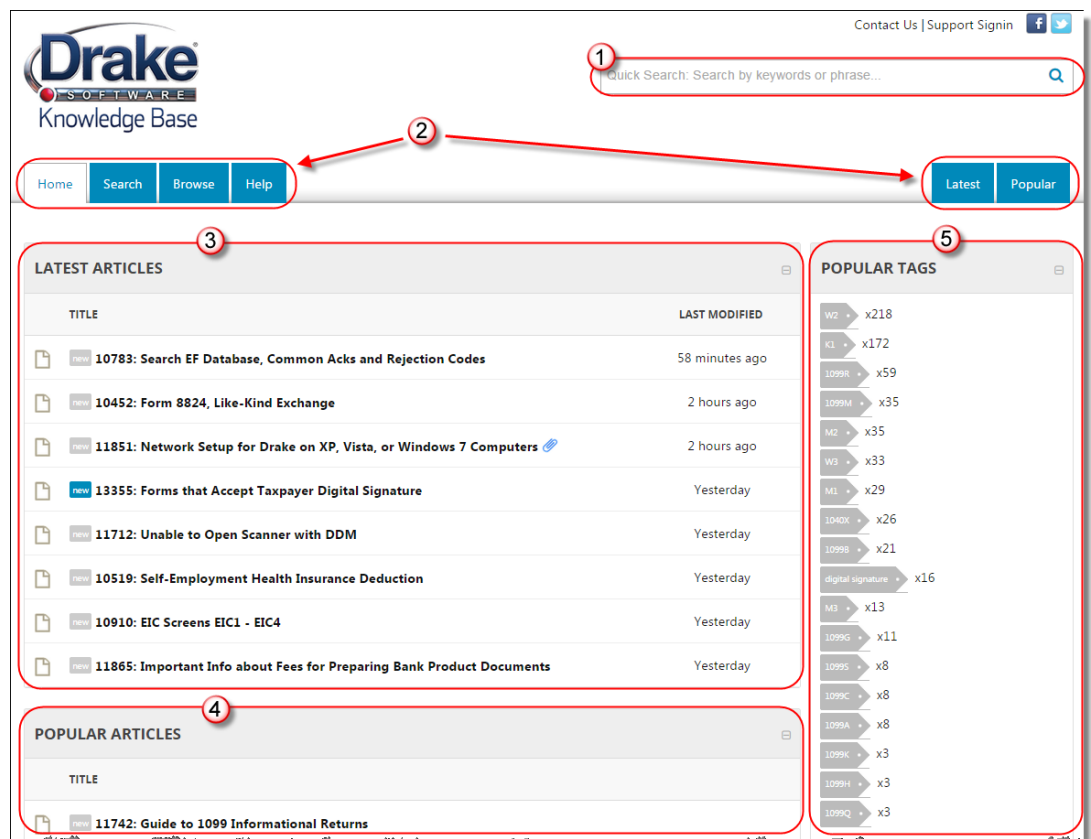 Contact Us | Support Signin
Drake
SOFTWARE
Knowledge Base
1
Quick Search: Search by keywords or phrase...
2
Home Search Browse Help Latest Popular
3
LATEST ARTICLES
TITLE LAST MODIFIED
new 10783: Search EF Database, Common Acks and Rejection Codes 58 minutes ago
new 10452: Form 8824, Like-Kind Exchange 2 hours ago
new 11851: Network Setup for Drake on XP, Vista, or Windows 7 Computers 2 hours ago
new 13355: Forms that Accept Taxpayer Digital Signature Yesterday
new 11712: Unable to Open Scanner with DDM Yesterday
new 10519: Self-Employment Health Insurance Deduction Yesterday
new 10910: EIC Screens EIC1 - EIC4 Yesterday
new 11865: Important Info about Fees for Preparing Bank Product Documents Yesterday
4
POPULAR ARTICLES
TITLE
new 11742: Guide to 1099 Informational Returns
5
POPULAR TAGS
W2 x218
K1 x172
1099R x59
1099M x35
M2 x35
W3 x33
M1 x29
1040X x26
1099B x21
digital signature x16
M3 x13
1099G x11
1099S x8
1099C x8
1099A x8
1099K x3
1099H x3
1099Q x3